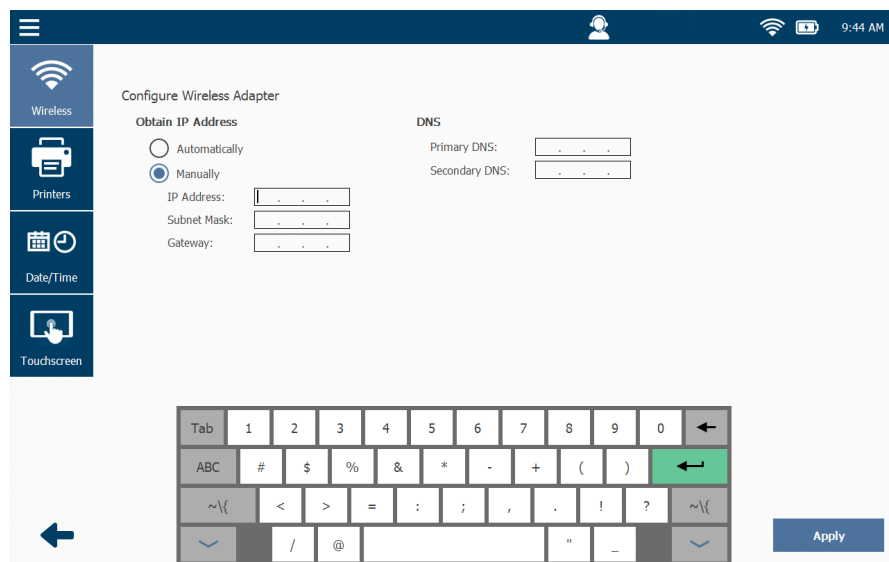 9:44 AM
Wireless
Configure Wireless Adapter
Obtain IP Address
Automatically
Manually
IP Address: . . .
Subnet Mask: . . .
Gateway: . . .
DNS
Primary DNS: . . .
Secondary DNS: . . .
Printers
Date/Time
Touchscreen
Tab 1 2 3 4 5 6 7 8 9 0
ABC # $ % & * - + ( )
~\{ < > = : ; , . ! ? ~\{
/ @ " _
Apply